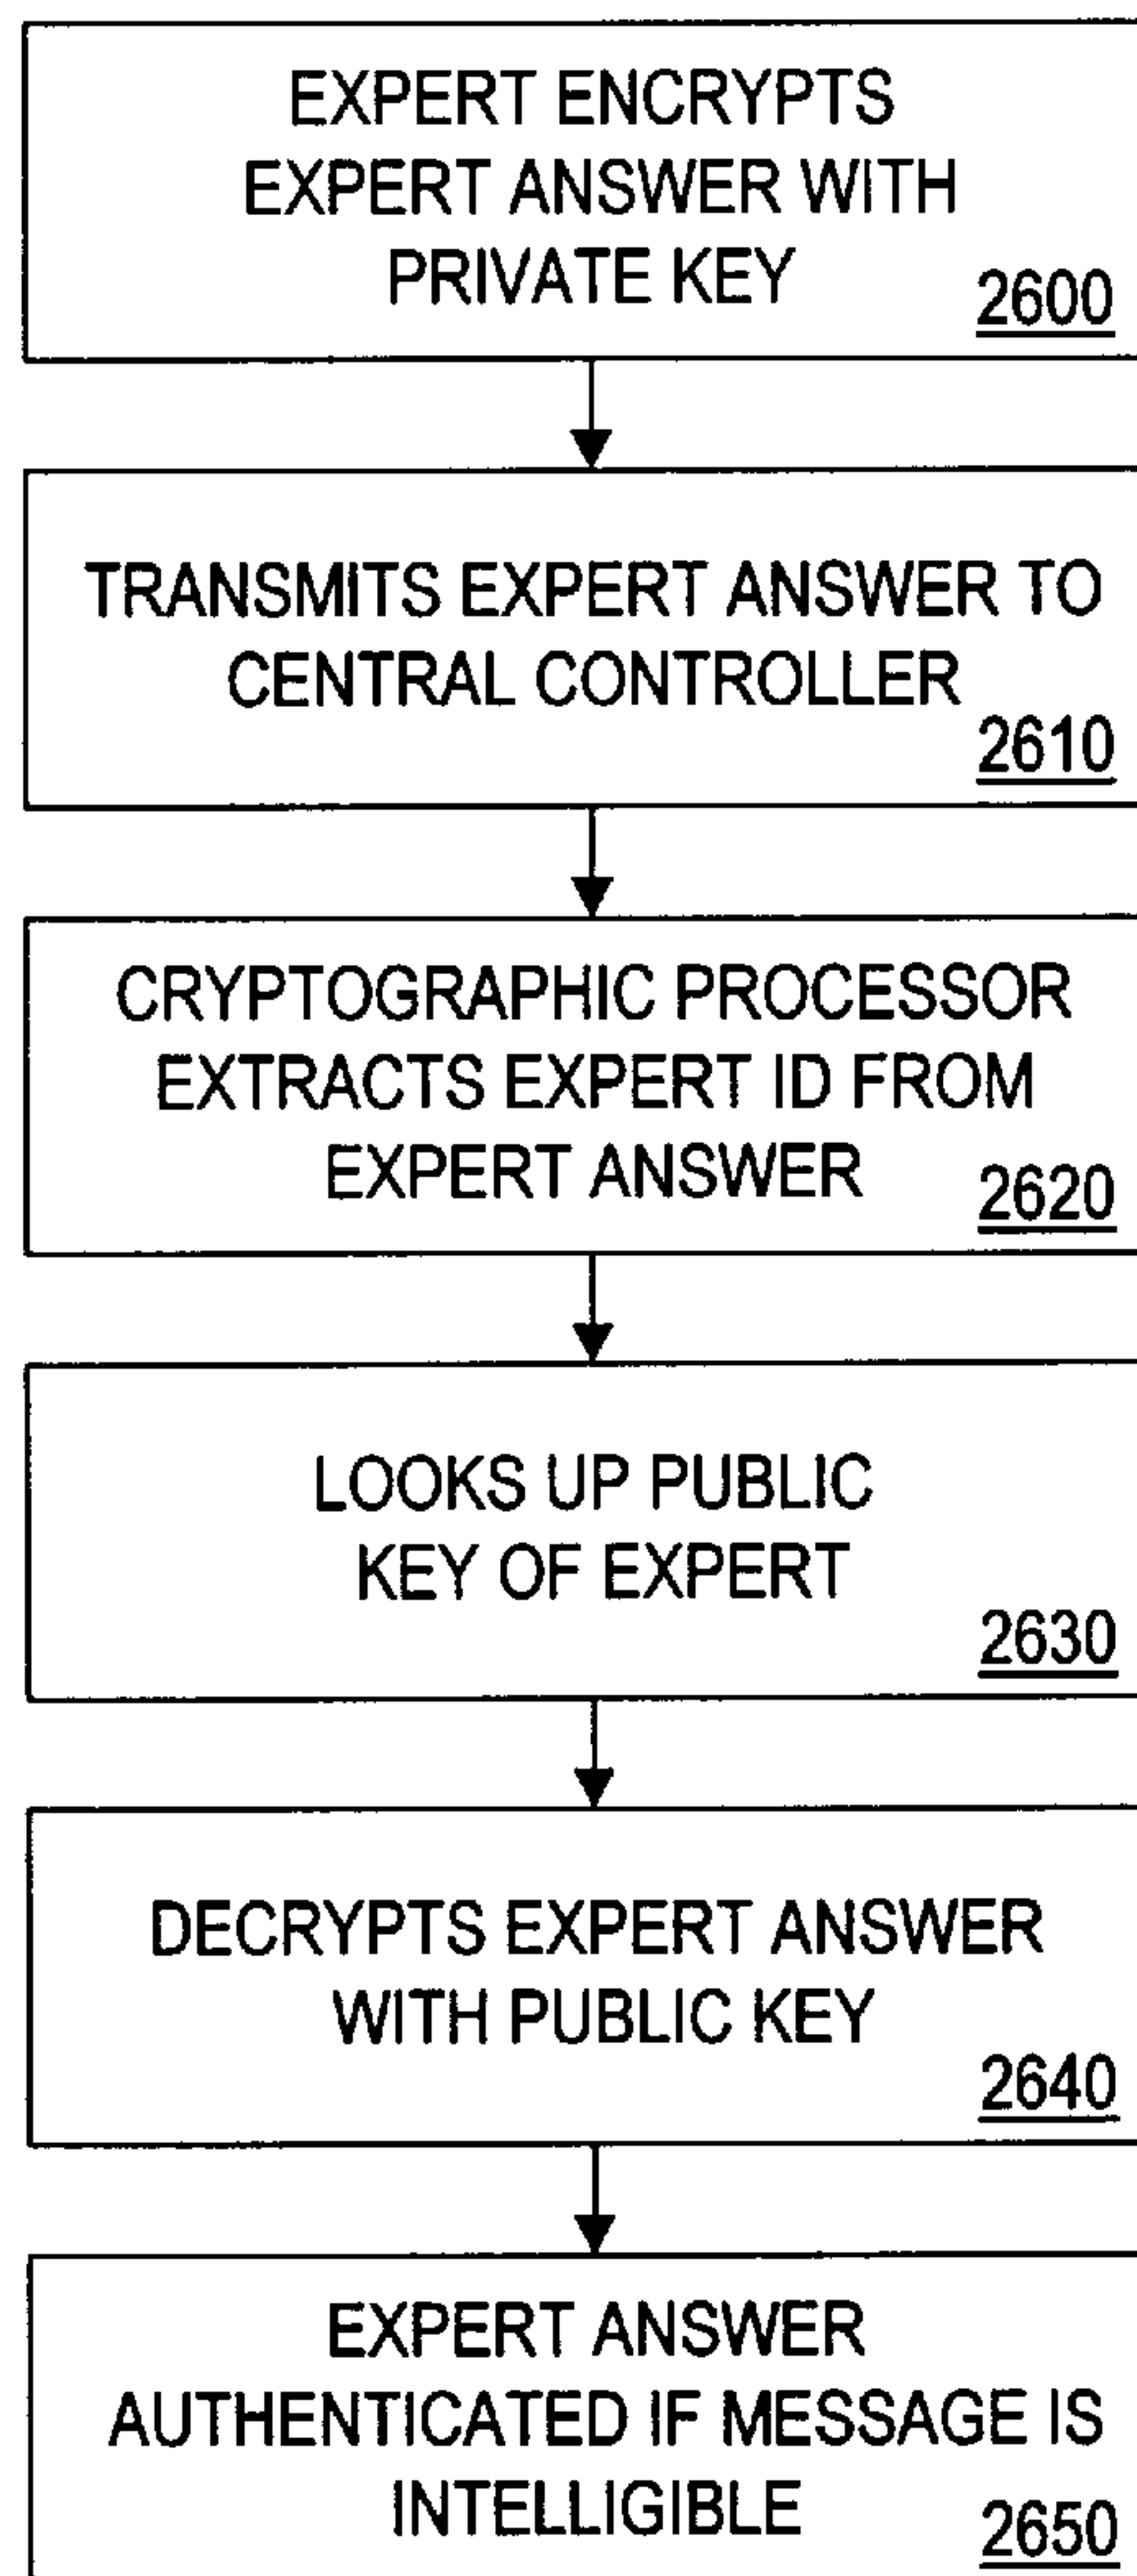 EXPERT ENCRYPTS
EXPERT ANSWER WITH
PRIVATE KEY
2600
TRANSMITS EXPERT ANSWER TO
CENTRAL CONTROLLER
2610
CRYPTOGRAPHIC PROCESSOR
EXTRACTS EXPERT ID FROM
EXPERT ANSWER
2620
LOOKS UP PUBLIC
KEY OF EXPERT
2630
DECRYPTS EXPERT ANSWER
WITH PUBLIC KEY
2640
EXPERT ANSWER
AUTHENTICATED IF MESSAGE IS
INTELLIGIBLE
2650